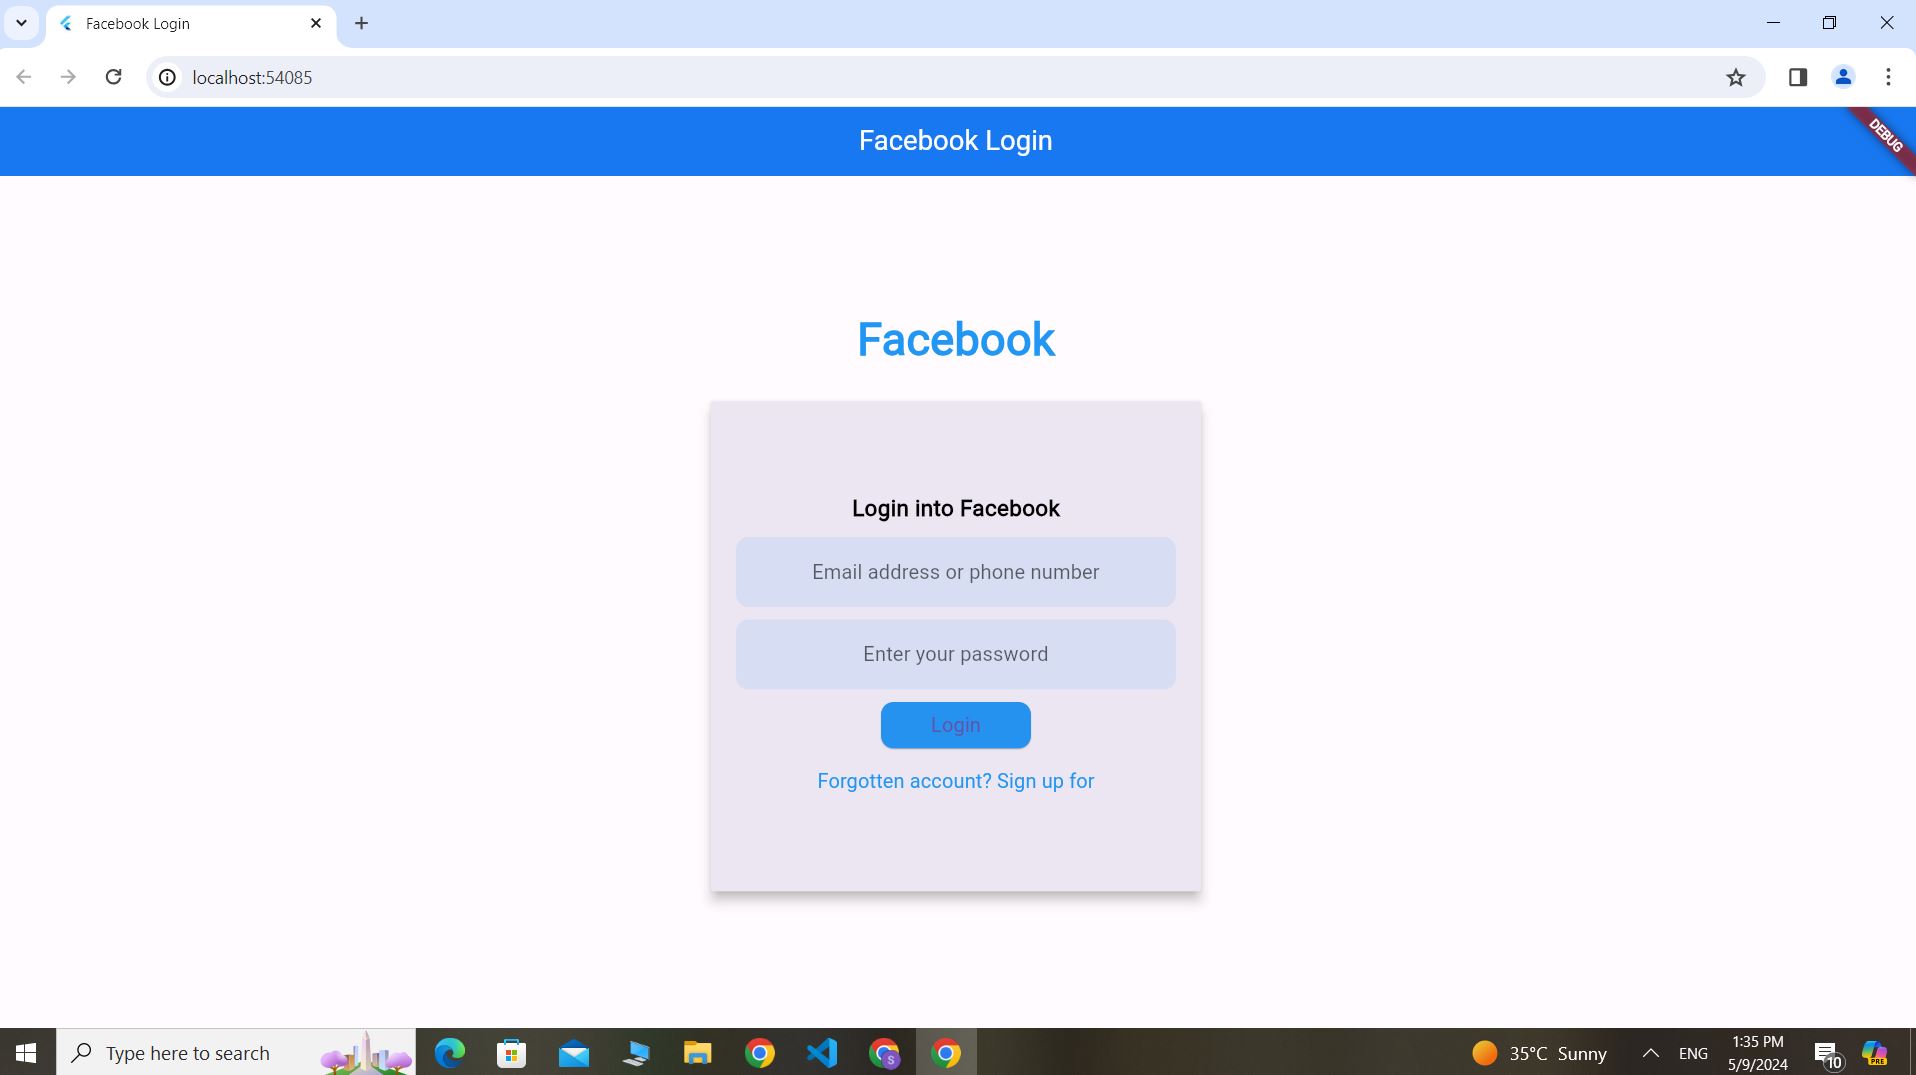 Facebook Login
localhost:54085
Facebook Login
DEBUG
Facebook
Login into Facebook
Email address or phone number
Enter your password
Login
Forgotten account? Sign up for
Type here to search
S
35°C Sunny
ENG
1:35 PM
5/9/2024
10
PRE